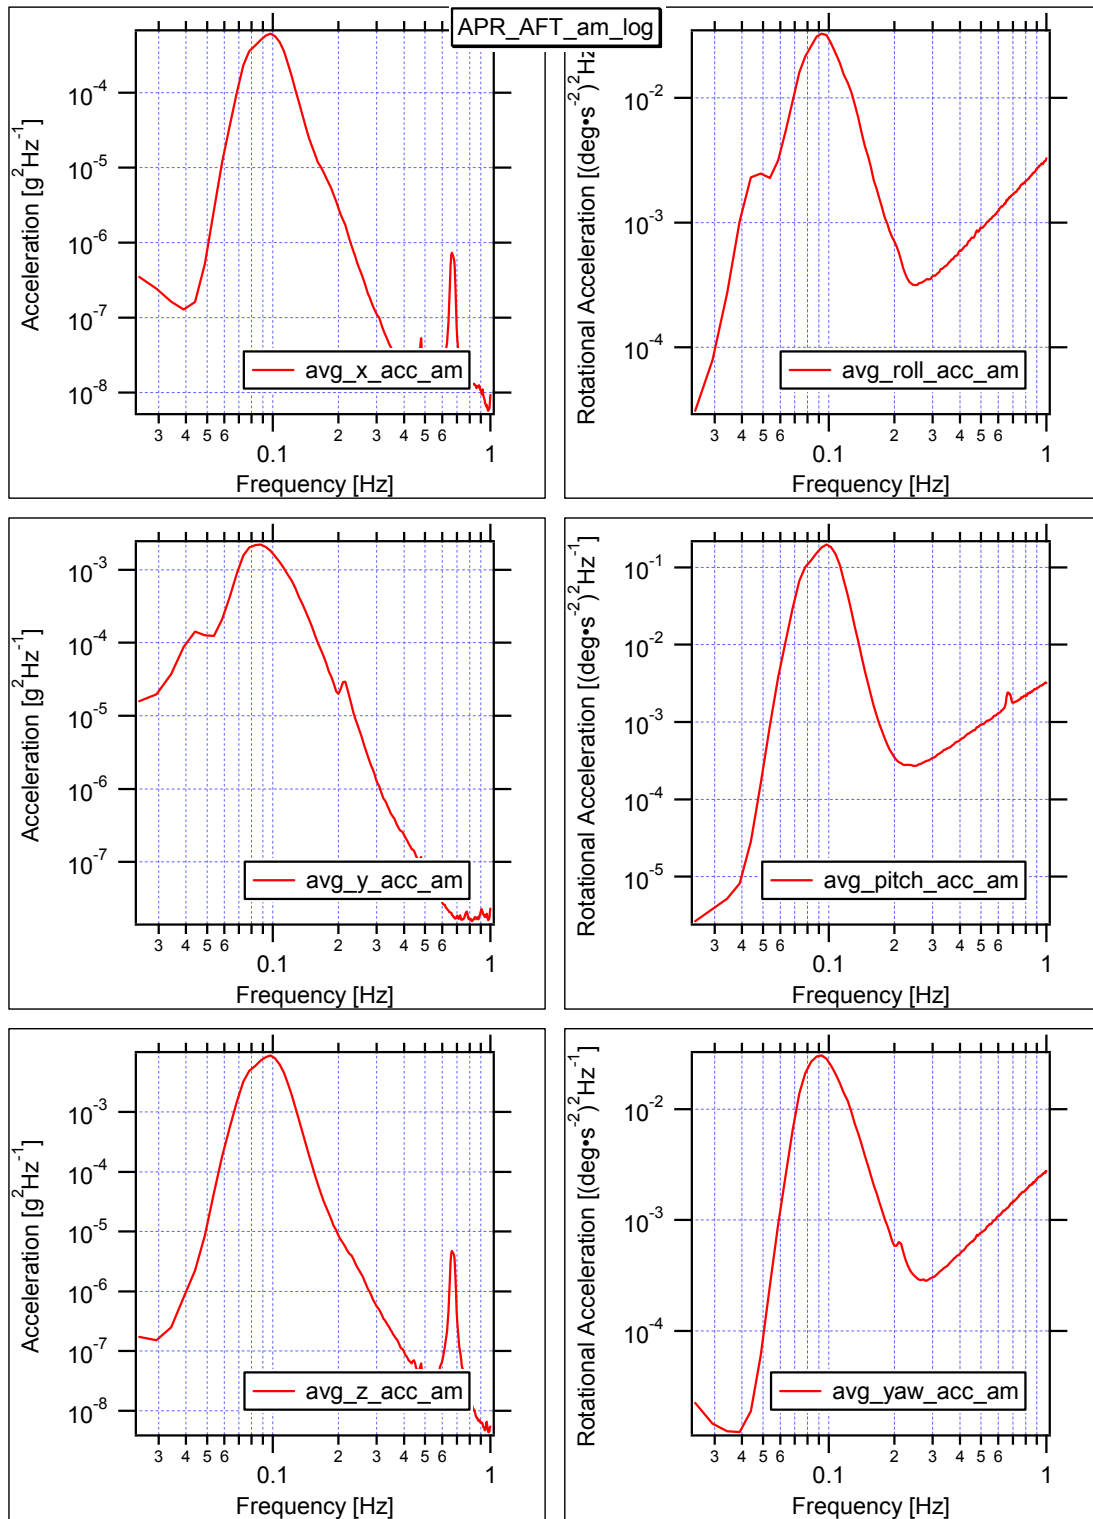 APR_AFT_am_log
Acceleration [g²Hz⁻¹]
10⁻⁴
10⁻⁵
10⁻⁶
10⁻⁷
10⁻⁸
avg_x_acc_am
3 4 5 6 2 3 4 5 6
0.1 1
Frequency [Hz]
Rotational Acceleration [(deg•s⁻²)²Hz
10⁻²
10⁻³
10⁻⁴
avg_roll_acc_am
3 4 5 6 2 3 4 5 6
0.1 1
Frequency [Hz]
Acceleration [g²Hz⁻¹]
10⁻³
10⁻⁴
10⁻⁵
10⁻⁶
10⁻⁷
avg_y_acc_am
3 4 5 6 2 3 4 5 6
0.1 1
Frequency [Hz]
Rotational Acceleration [(deg•s⁻²)²Hz⁻¹]
10⁻¹
10⁻²
10⁻³
10⁻⁴
10⁻⁵
avg_pitch_acc_am
3 4 5 6 2 3 4 5 6
0.1 1
Frequency [Hz]
Acceleration [g²Hz⁻¹]
10⁻³
10⁻⁴
10⁻⁵
10⁻⁶
10⁻⁷
10⁻⁸
avg_z_acc_am
3 4 5 6 2 3 4 5 6
0.1 1
Frequency [Hz]
Rotational Acceleration [(deg•s⁻²)²Hz⁻¹]
10⁻²
10⁻³
10⁻⁴
avg_yaw_acc_am
3 4 5 6 2 3 4 5 6
0.1 1
Frequency [Hz]